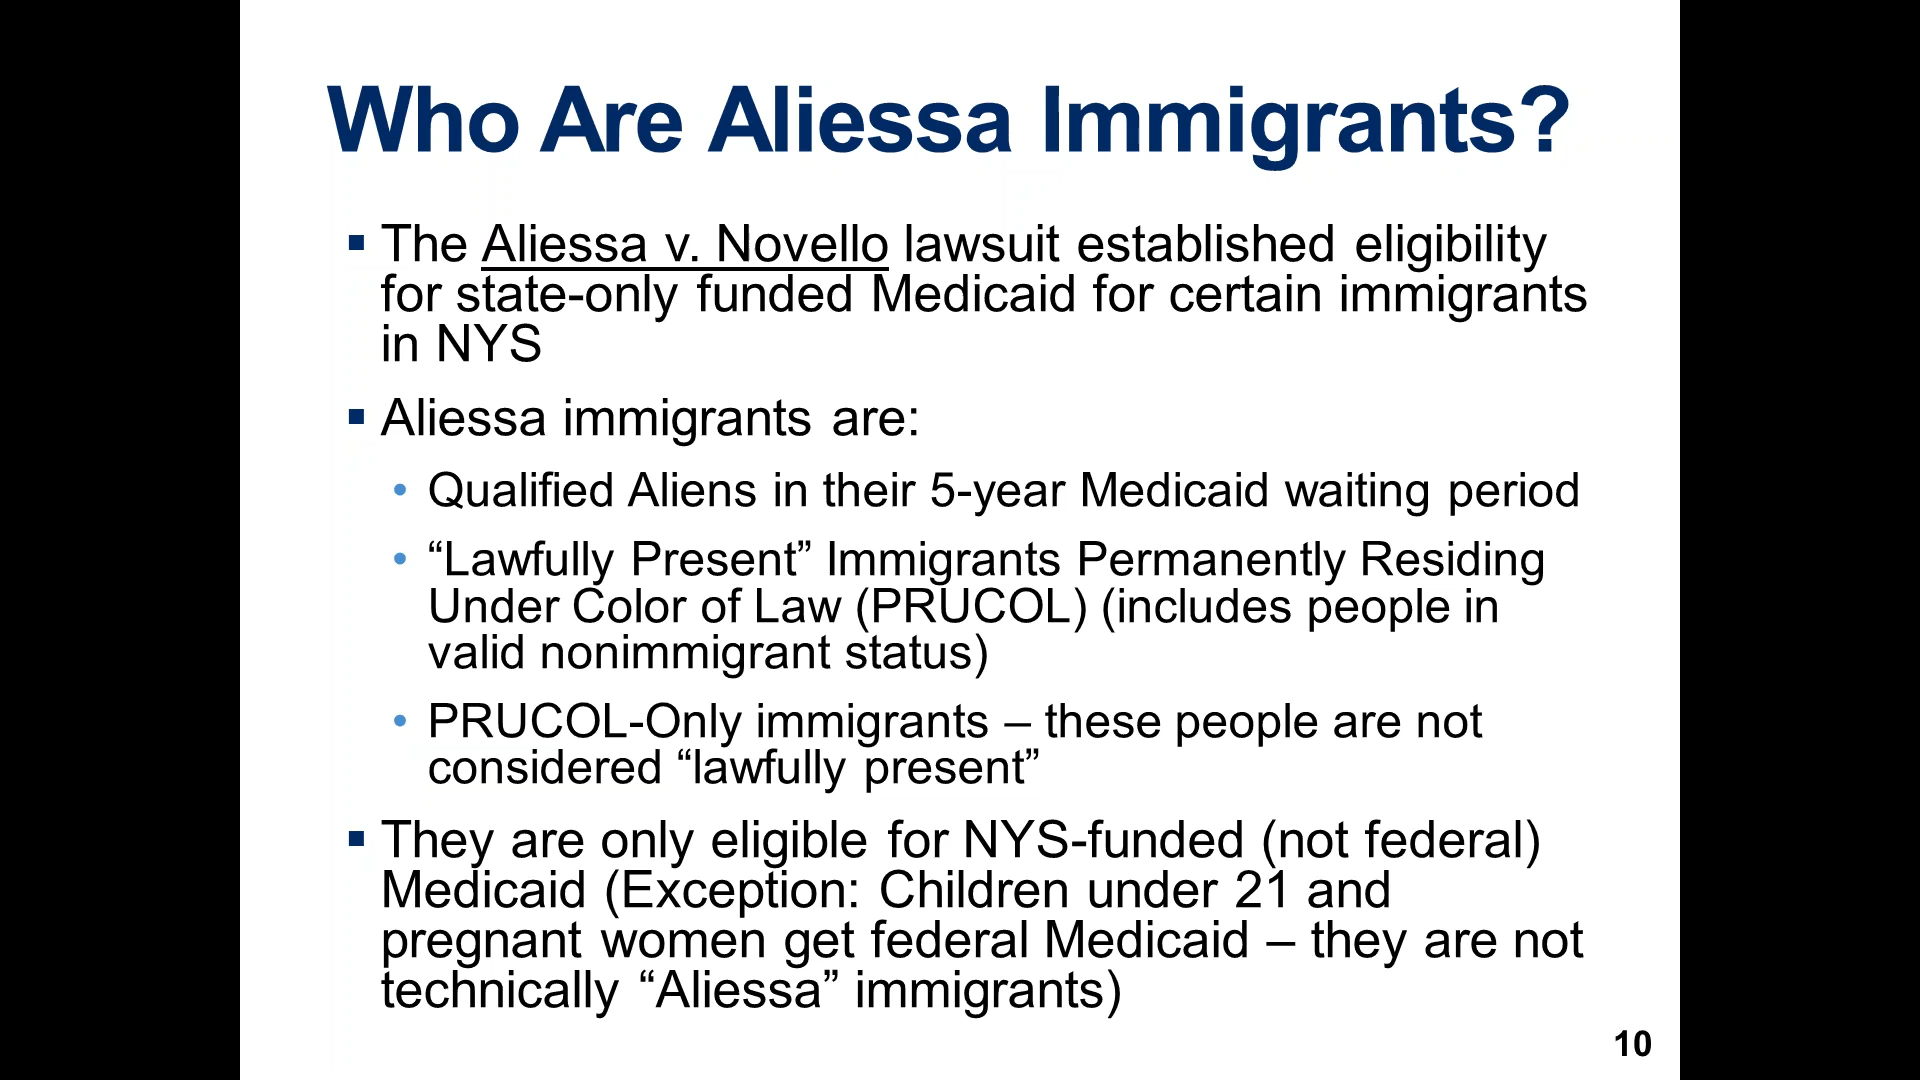 Who Are Aliessa Immigrants?
▪ The Aliessa v. Novello lawsuit established eligibility
for state-only funded Medicaid for certain immigrants
in NYS
▪ Aliessa immigrants are:
• Qualified Aliens in their 5-year Medicaid waiting period
• “Lawfully Present” Immigrants Permanently Residing
Under Color of Law (PRUCOL) (includes people in
valid nonimmigrant status)
• PRUCOL-Only immigrants – these people are not
considered “lawfully present”
▪ They are only eligible for NYS-funded (not federal)
Medicaid (Exception: Children under 21 and
pregnant women get federal Medicaid – they are not
technically “Aliessa” immigrants)
10